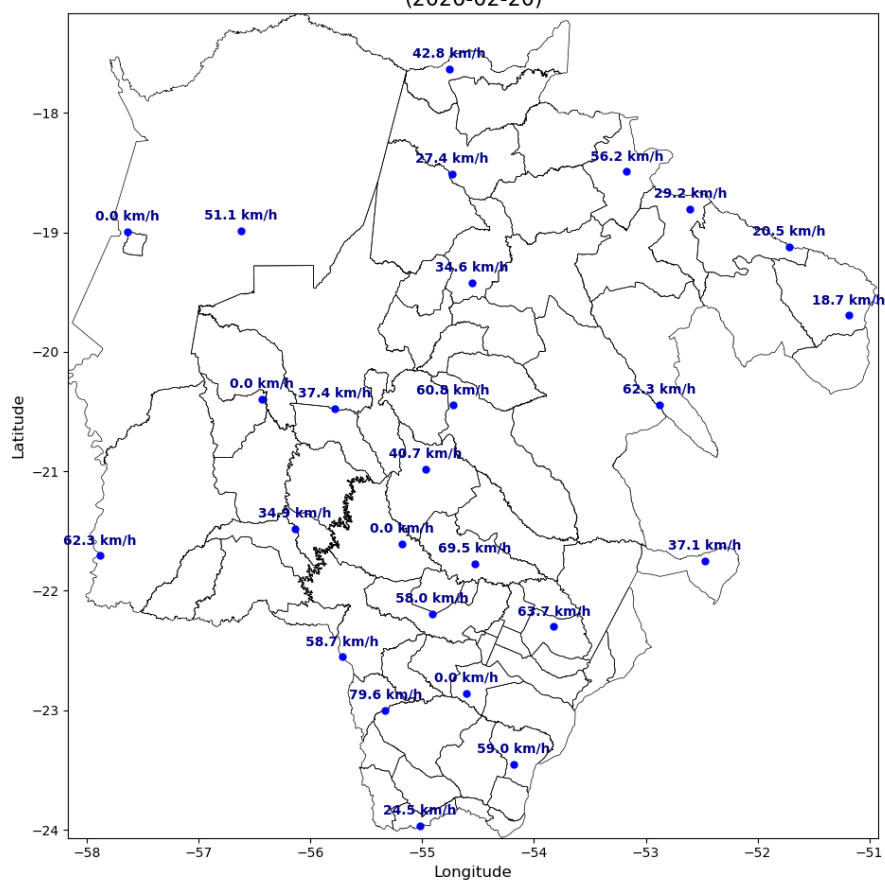 (2026-02-20)
42.8 km/h
27.4 km/h
56.2 km/h
29.2 km/h
0.0 km/h
51.1 km/h
20.5 km/h
34.6 km/h
18.7 km/h
0.0 km/h
37.4 km/h
60.8 km/h
62.3 km/h
40.7 km/h
34.9 km/h
0.0 km/h
62.3 km/h
69.5 km/h
37.1 km/h
58.0 km/h
63.7 km/h
58.7 km/h
0.0 km/h
79.6 km/h
59.0 km/h
24.5 km/h
−18
−19
−20
−21
−22
−23
−24
Latitude
−58 −57 −56 −55 −54 −53 −52 −51
Longitude